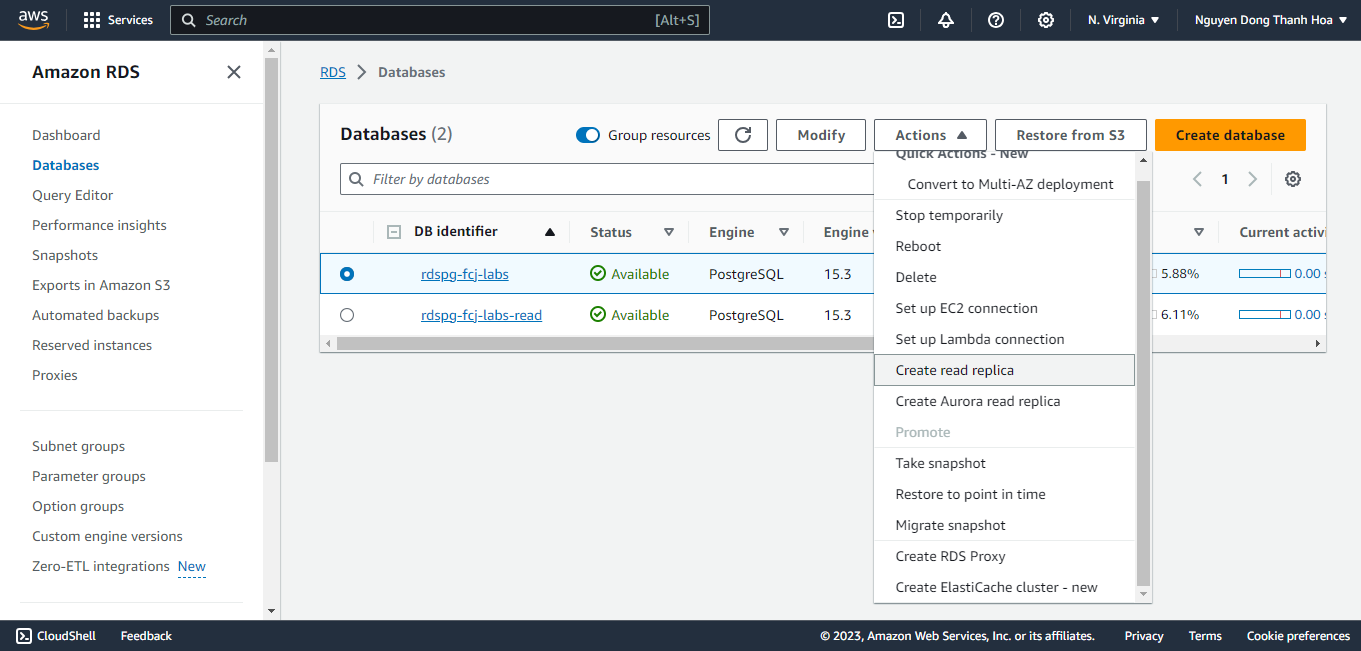 aws
Services
Search [Alt+S]
N. Virginia
Nguyen Dong Thanh Hoa
Amazon RDS
Dashboard
Databases
Query Editor
Performance insights
Snapshots
Exports in Amazon S3
Automated backups
Reserved instances
Proxies
Subnet groups
Parameter groups
Option groups
Custom engine versions
Zero-ETL integrations New
RDS Databases
Databases (2)
Group resources
Modify
Actions
Restore from S3
Create database
Filter by databases
1
DB identifier Status Engine Engine Current activi
rdspg-fcj-labs Available PostgreSQL 15.3 5.88% 0.00
rdspg-fcj-labs-read Available PostgreSQL 15.3 6.11% 0.00
Quick Actions - New
Convert to Multi-AZ deployment
Stop temporarily
Reboot
Delete
Set up EC2 connection
Set up Lambda connection
Create read replica
Create Aurora read replica
Promote
Take snapshot
Restore to point in time
Migrate snapshot
Create RDS Proxy
Create ElastiCache cluster - new
CloudShell Feedback © 2023, Amazon Web Services, Inc. or its affiliates. Privacy Terms Cookie preferences